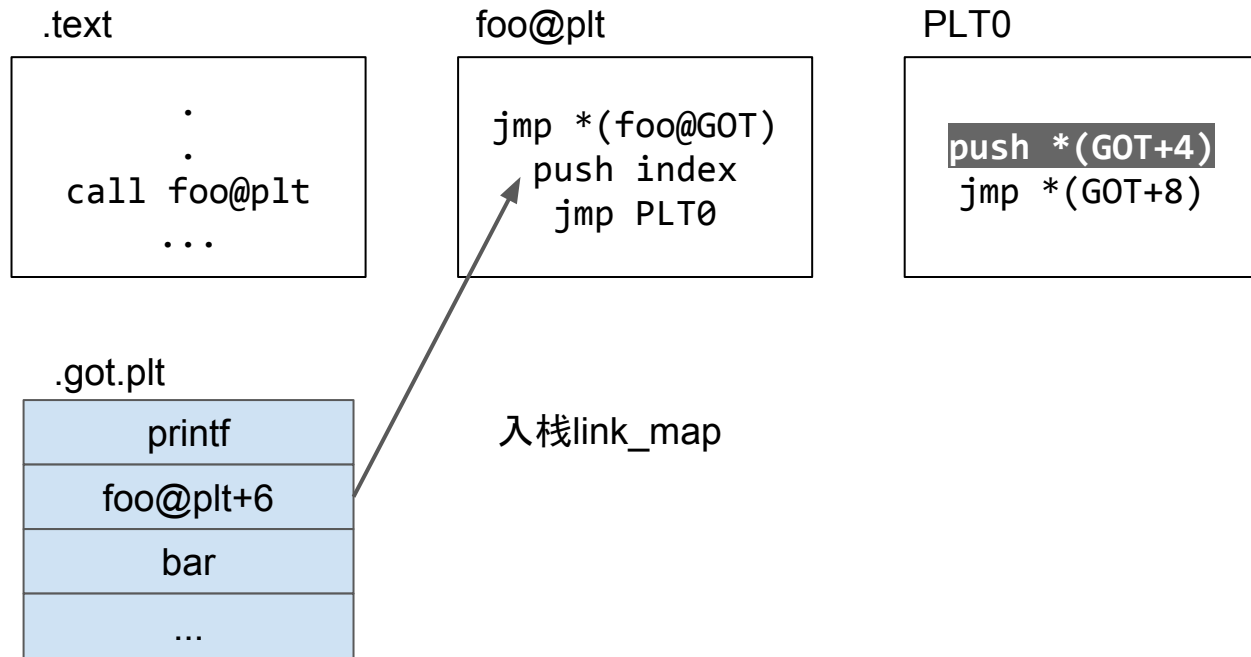 .text
.
.
call foo@plt
...
foo@plt
jmp *(foo@GOT)
push index
jmp PLT0
PLT0
push *(GOT+4)
jmp *(GOT+8)
.got.plt
printf
foo@plt+6
bar
...
入栈link_map